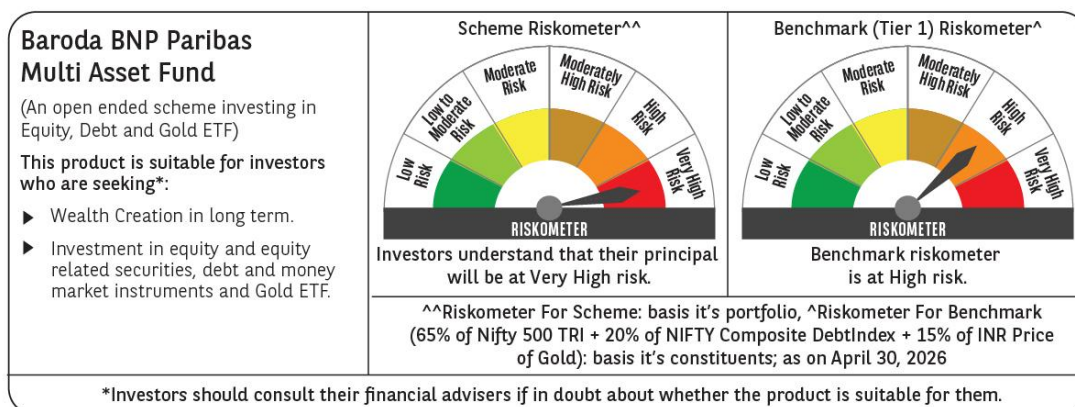 Baroda BNP Paribas
Multi Asset Fund
(An open ended scheme investing in
Equity, Debt and Gold ETF)
This product is suitable for investors
who are seeking*:
▶ Wealth Creation in long term.
▶ Investment in equity and equity
related securities, debt and money
market instruments and Gold ETF.
Scheme Riskometer^^
Low
Risk
Low to
Moderate
Risk
Moderate
Risk
Moderately
High Risk
High
Risk
Very High
Risk
RISKOMETER
Investors understand that their principal
will be at Very High risk.
Benchmark (Tier 1) Riskometer^
Low
Risk
Low to
Moderate
Risk
Moderate
Risk
Moderately
High Risk
High
Risk
Very High
Risk
RISKOMETER
Benchmark riskometer
is at High risk.
^^Riskometer For Scheme: basis it's portfolio, ^Riskometer For Benchmark
(65% of Nifty 500 TRI + 20% of NIFTY Composite DebtIndex + 15% of INR Price
of Gold): basis it's constituents; as on April 30, 2026
*Investors should consult their financial advisers if in doubt about whether the product is suitable for them.